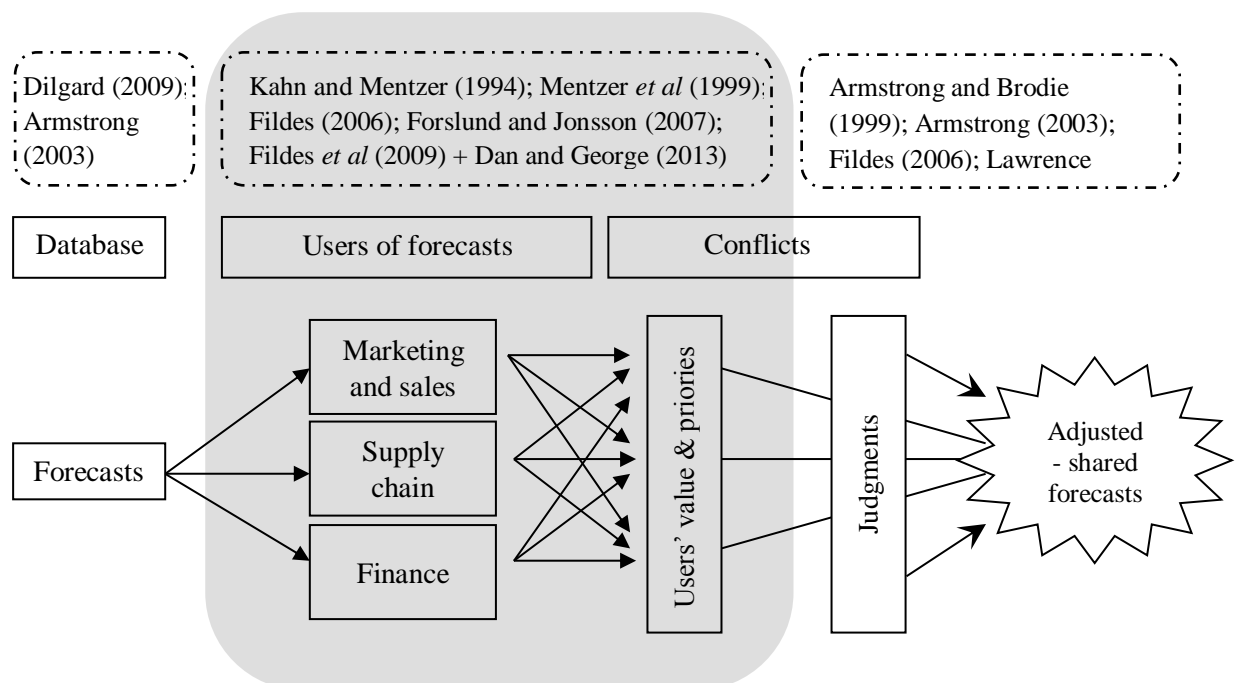 Dilgard (2009);
Armstrong
(2003)
Kahn and Mentzer (1994); Mentzer et al (1999);
Fildes (2006); Forslund and Jonsson (2007);
Fildes et al (2009) + Dan and George (2013)
Armstrong and Brodie
(1999); Armstrong (2003);
Fildes (2006); Lawrence
Database
Users of forecasts
Conflicts
Forecasts
Marketing
and sales
Supply
chain
Finance
Users' value & priories
Judgments
Adjusted
- shared
forecasts